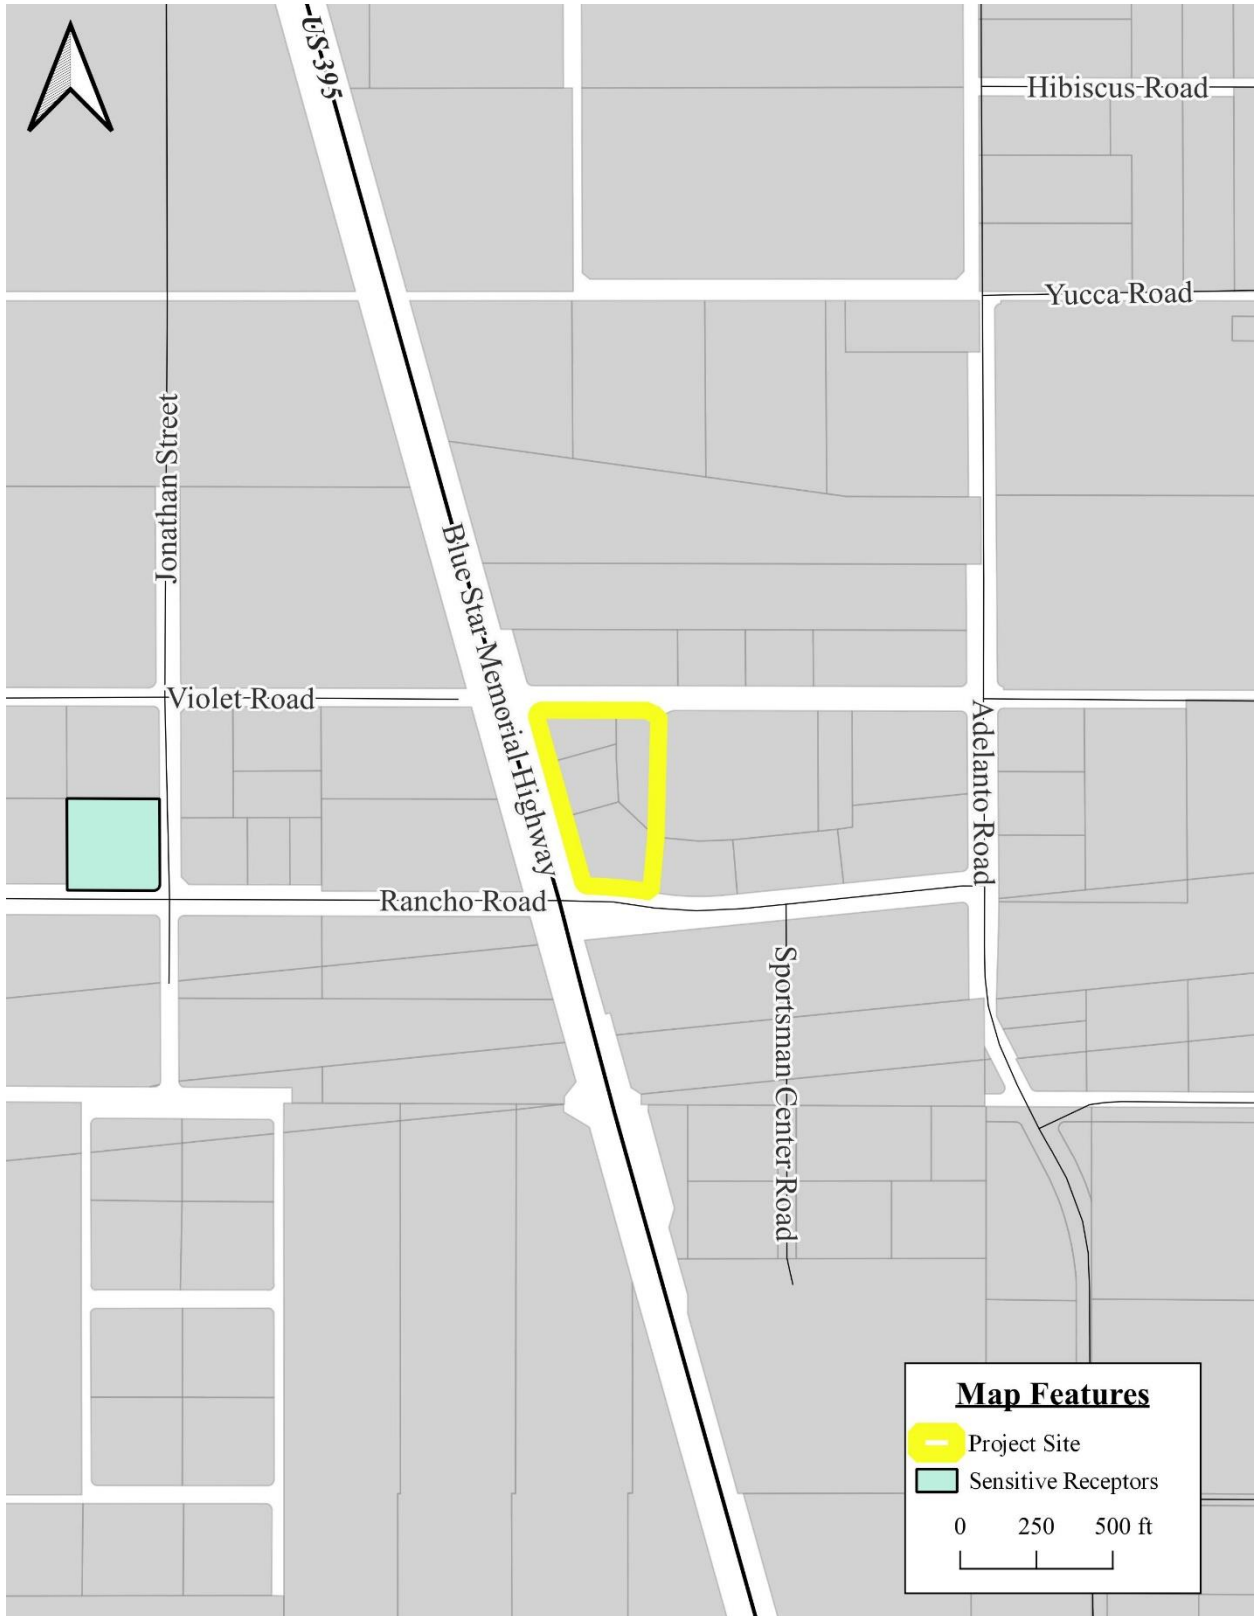 US-395
Hibiscus Road
Yucca Road
Jonathan Street
Blue Star Memorial Highway
Violet Road
Adelanto Road
Rancho Road
Sportsman Center Road
Map Features
Project Site
Sensitive Receptors
0 250 500 ft